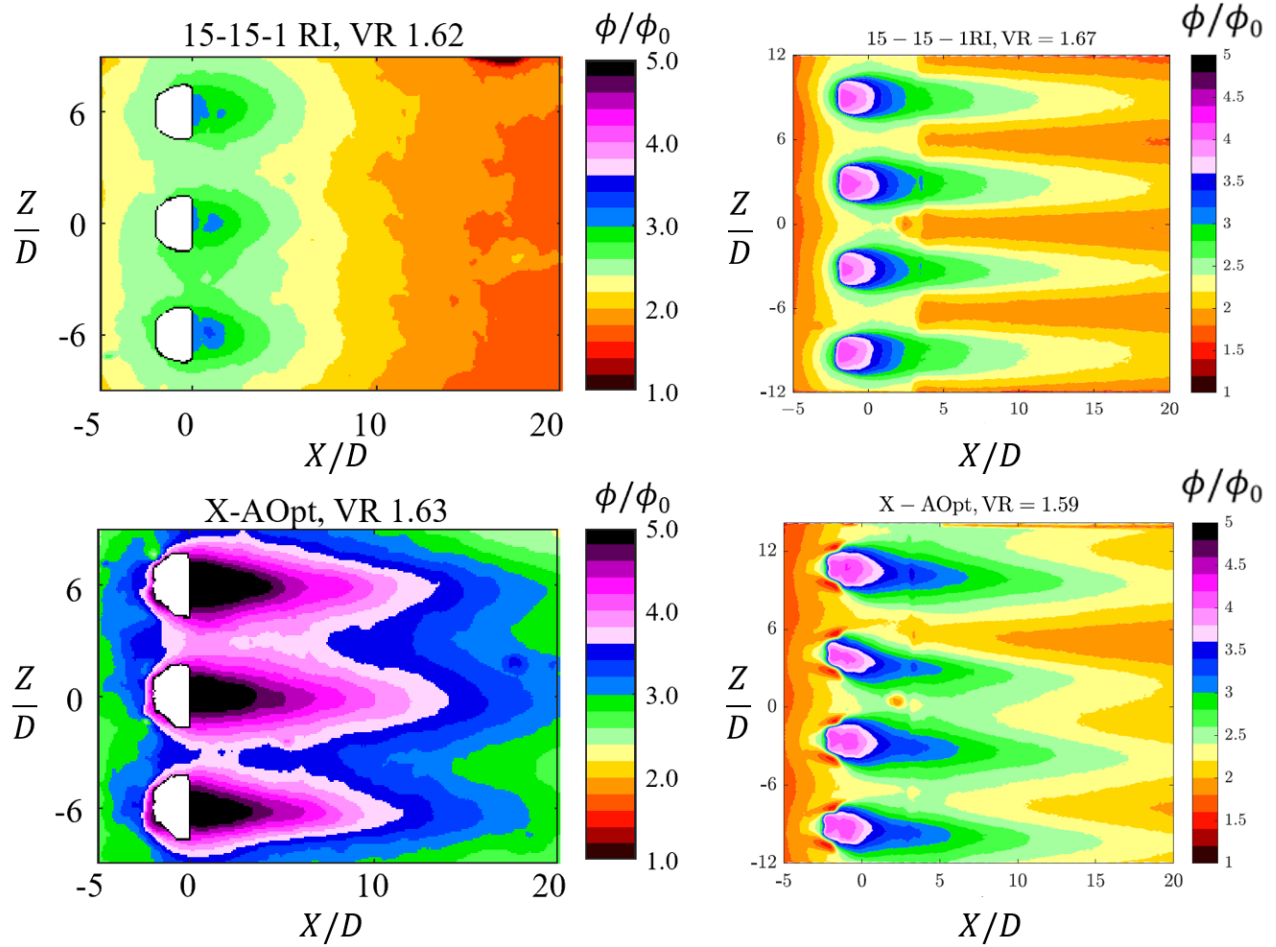 15-15-1 RI, VR 1.62
ϕ/ϕ0
5.0
4.0
3.0
2.0
1.0
6
0
-6
Z
D
-5 0 10 20
X/D
15 − 15 − 1RI, VR = 1.67
ϕ/ϕ0
5
4.5
4
3.5
3
2.5
2
1.5
1
12
6
0
-6
-12
Z
D
−5 0 5 10 15 20
X/D
X-AOpt, VR 1.63
ϕ/ϕ0
5.0
4.0
3.0
2.0
1.0
6
0
-6
Z
D
-5 0 10 20
X/D
X − AOpt, VR = 1.59
ϕ/ϕ0
5
4.5
4
3.5
3
2.5
2
1.5
1
12
6
0
-6
-12
Z
D
-5 0 5 10 15 20
X/D